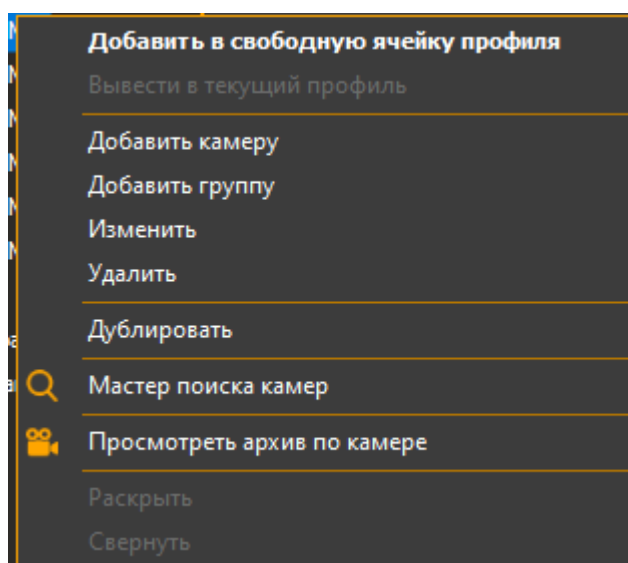 Добавить в свободную ячейку профиля
Вывести в текущий профиль
Добавить камеру
Добавить группу
Изменить
Удалить
Дублировать
Мастер поиска камер
Просмотреть архив по камере
Раскрыть
Свернуть